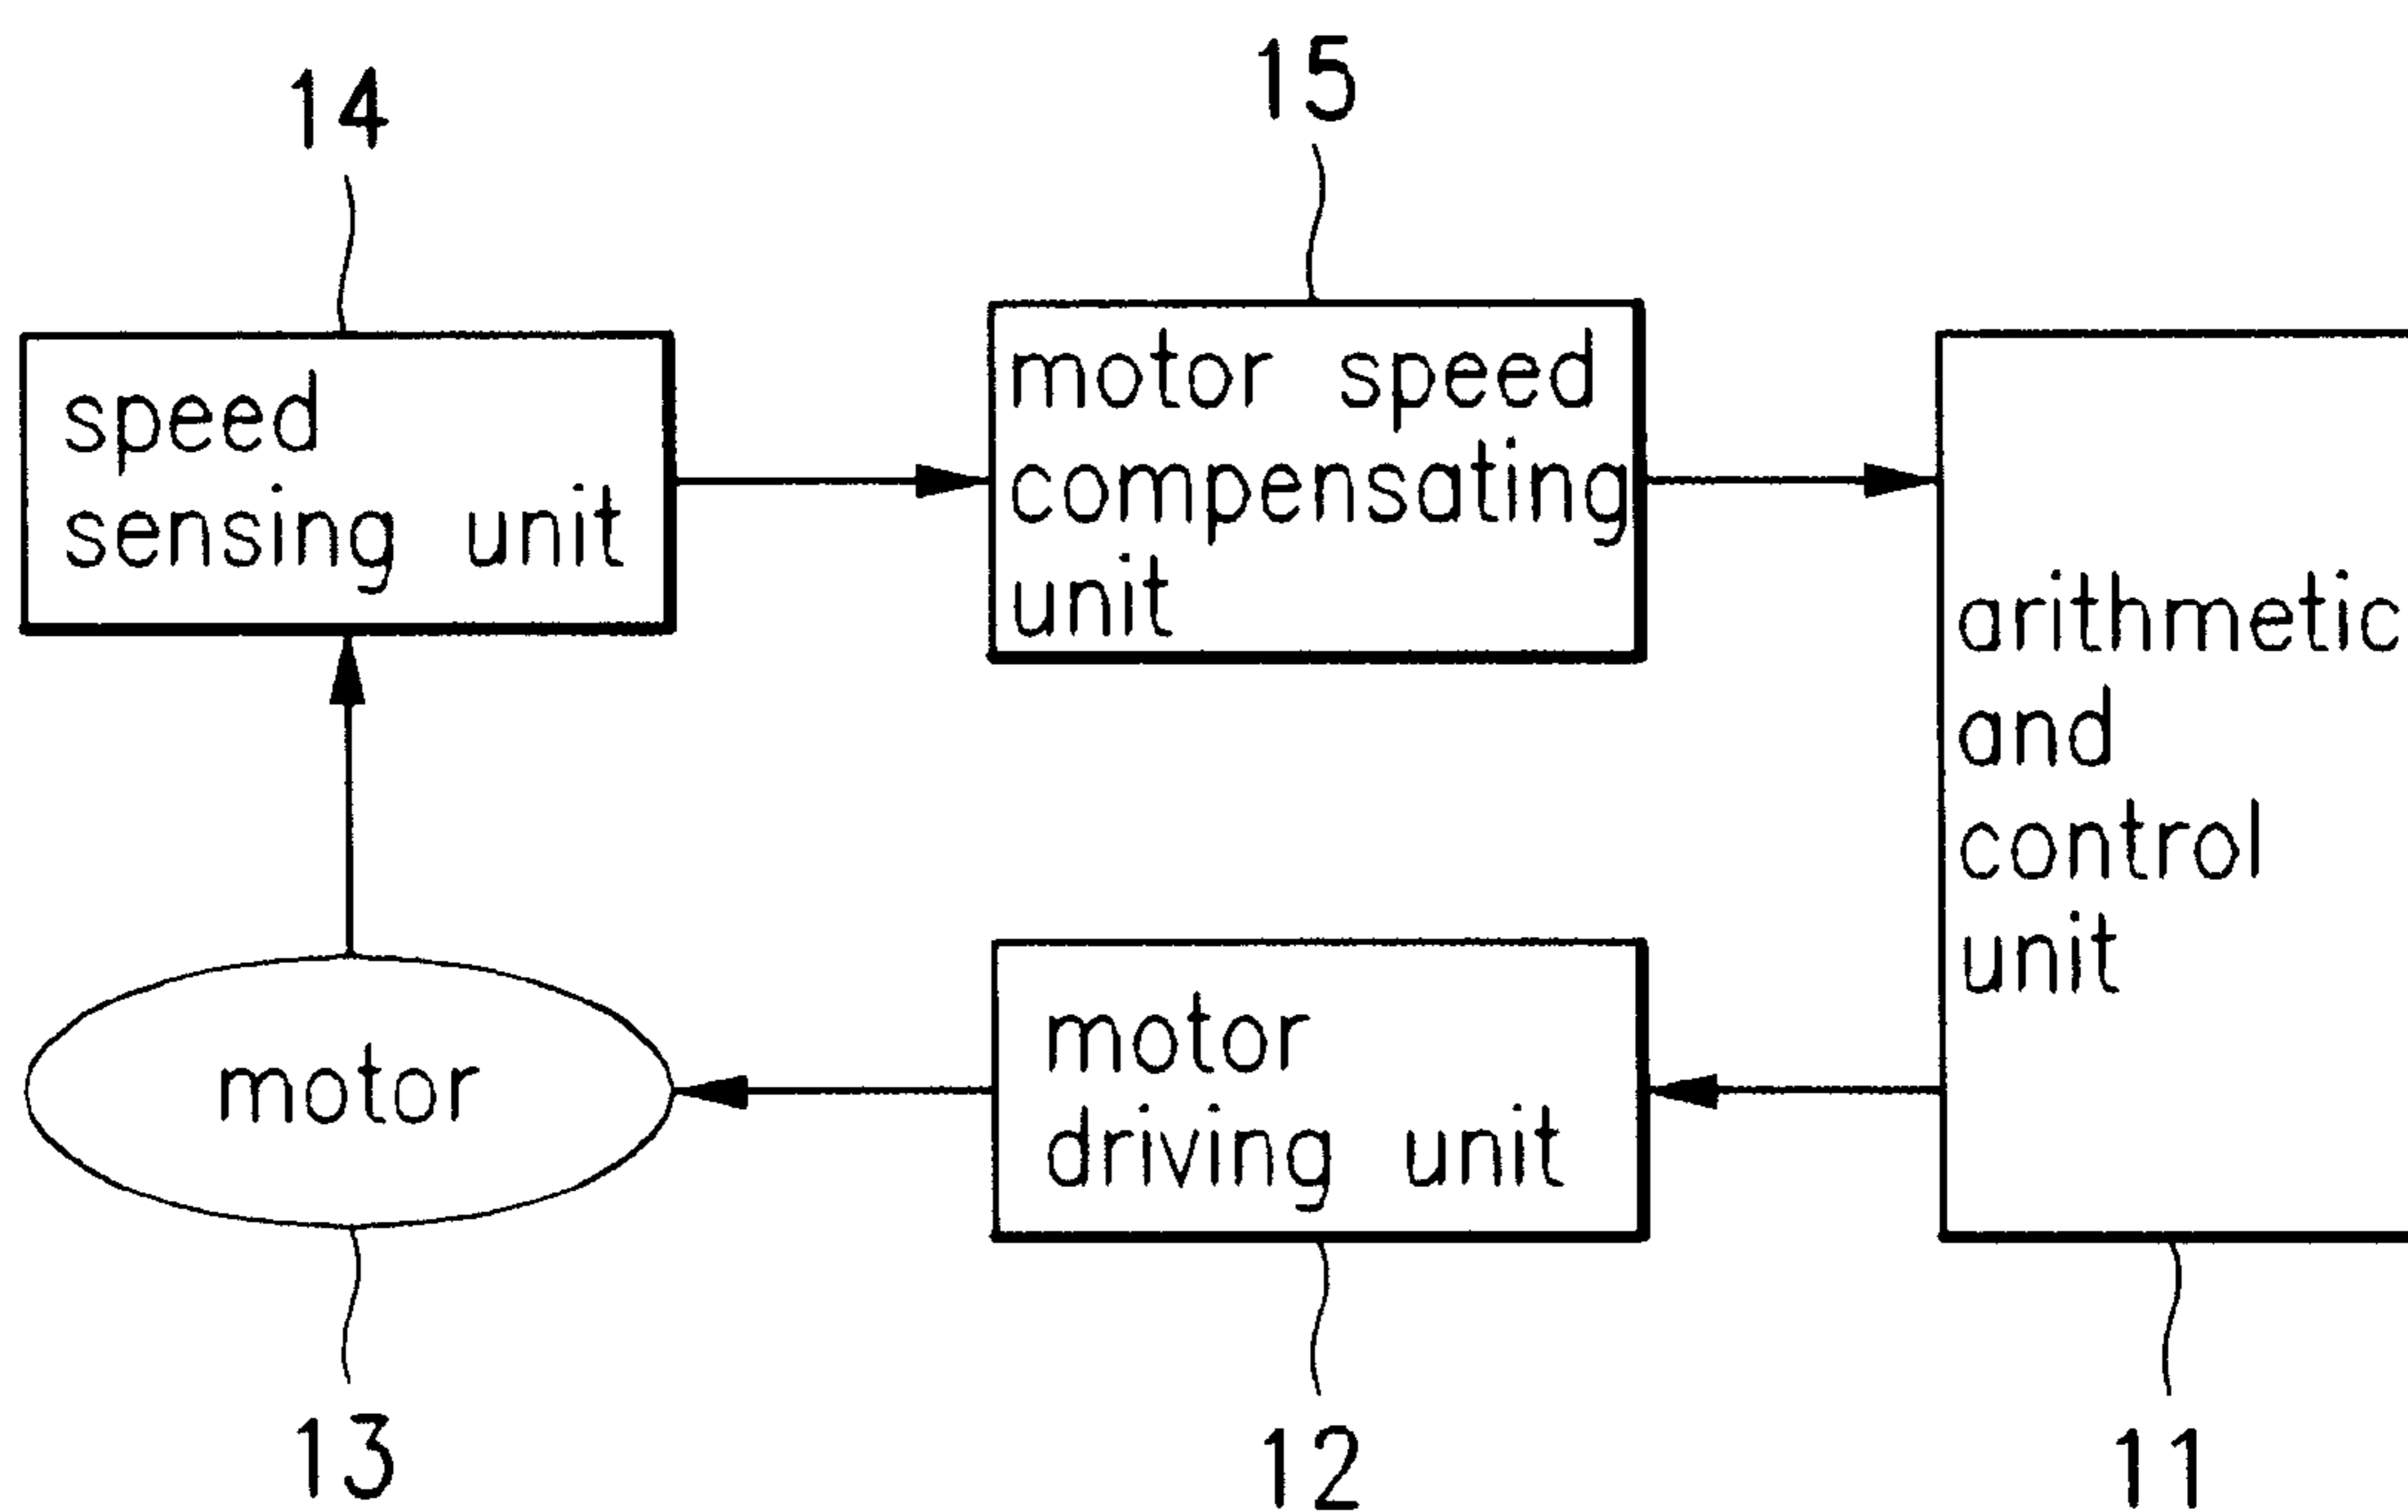 14
15
speed
sensing unit
motor speed
compensating
unit
arithmetic
and
control
unit
motor
motor
driving unit
13
12
11